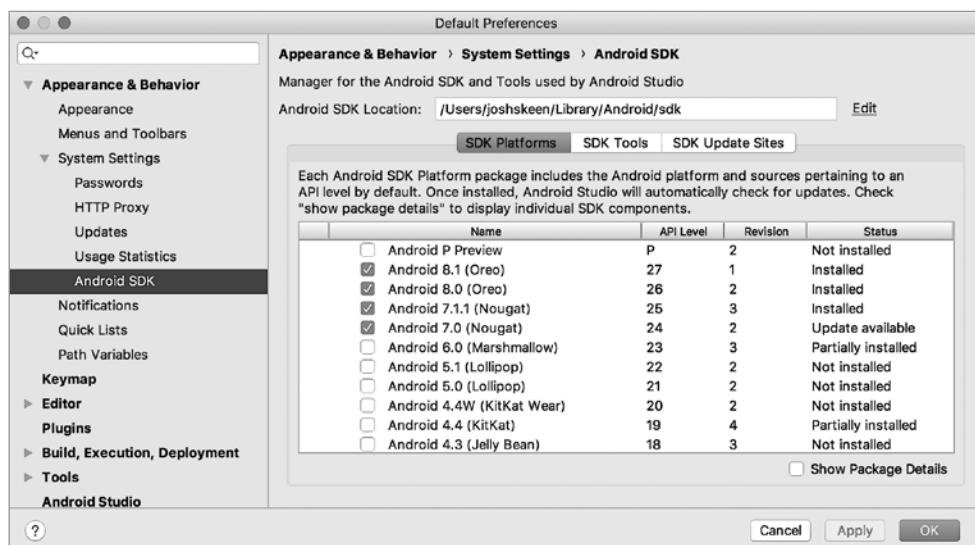 Default Preferences
Appearance & Behavior
Appearance
Menus and Toolbars
System Settings
Passwords
HTTP Proxy
Updates
Usage Statistics
Android SDK
Notifications
Quick Lists
Path Variables
Keymap
Editor
Plugins
Build, Execution, Deployment
Tools
Android Studio
Appearance & Behavior › System Settings › Android SDK
Manager for the Android SDK and Tools used by Android Studio
Android SDK Location: /Users/joshskeen/Library/Android/sdk Edit
SDK Platforms SDK Tools SDK Update Sites
Each Android SDK Platform package includes the Android platform and sources pertaining to an
API level by default. Once installed, Android Studio will automatically check for updates. Check
"show package details" to display individual SDK components.
Name API Level Revision Status
Android P Preview P 2 Not installed
Android 8.1 (Oreo) 27 1 Installed
Android 8.0 (Oreo) 26 2 Installed
Android 7.1.1 (Nougat) 25 3 Installed
Android 7.0 (Nougat) 24 2 Update available
Android 6.0 (Marshmallow) 23 3 Partially installed
Android 5.1 (Lollipop) 22 2 Not installed
Android 5.0 (Lollipop) 21 2 Not installed
Android 4.4W (KitKat Wear) 20 2 Not installed
Android 4.4 (KitKat) 19 4 Partially installed
Android 4.3 (Jelly Bean) 18 3 Not installed
Show Package Details
? Cancel Apply OK